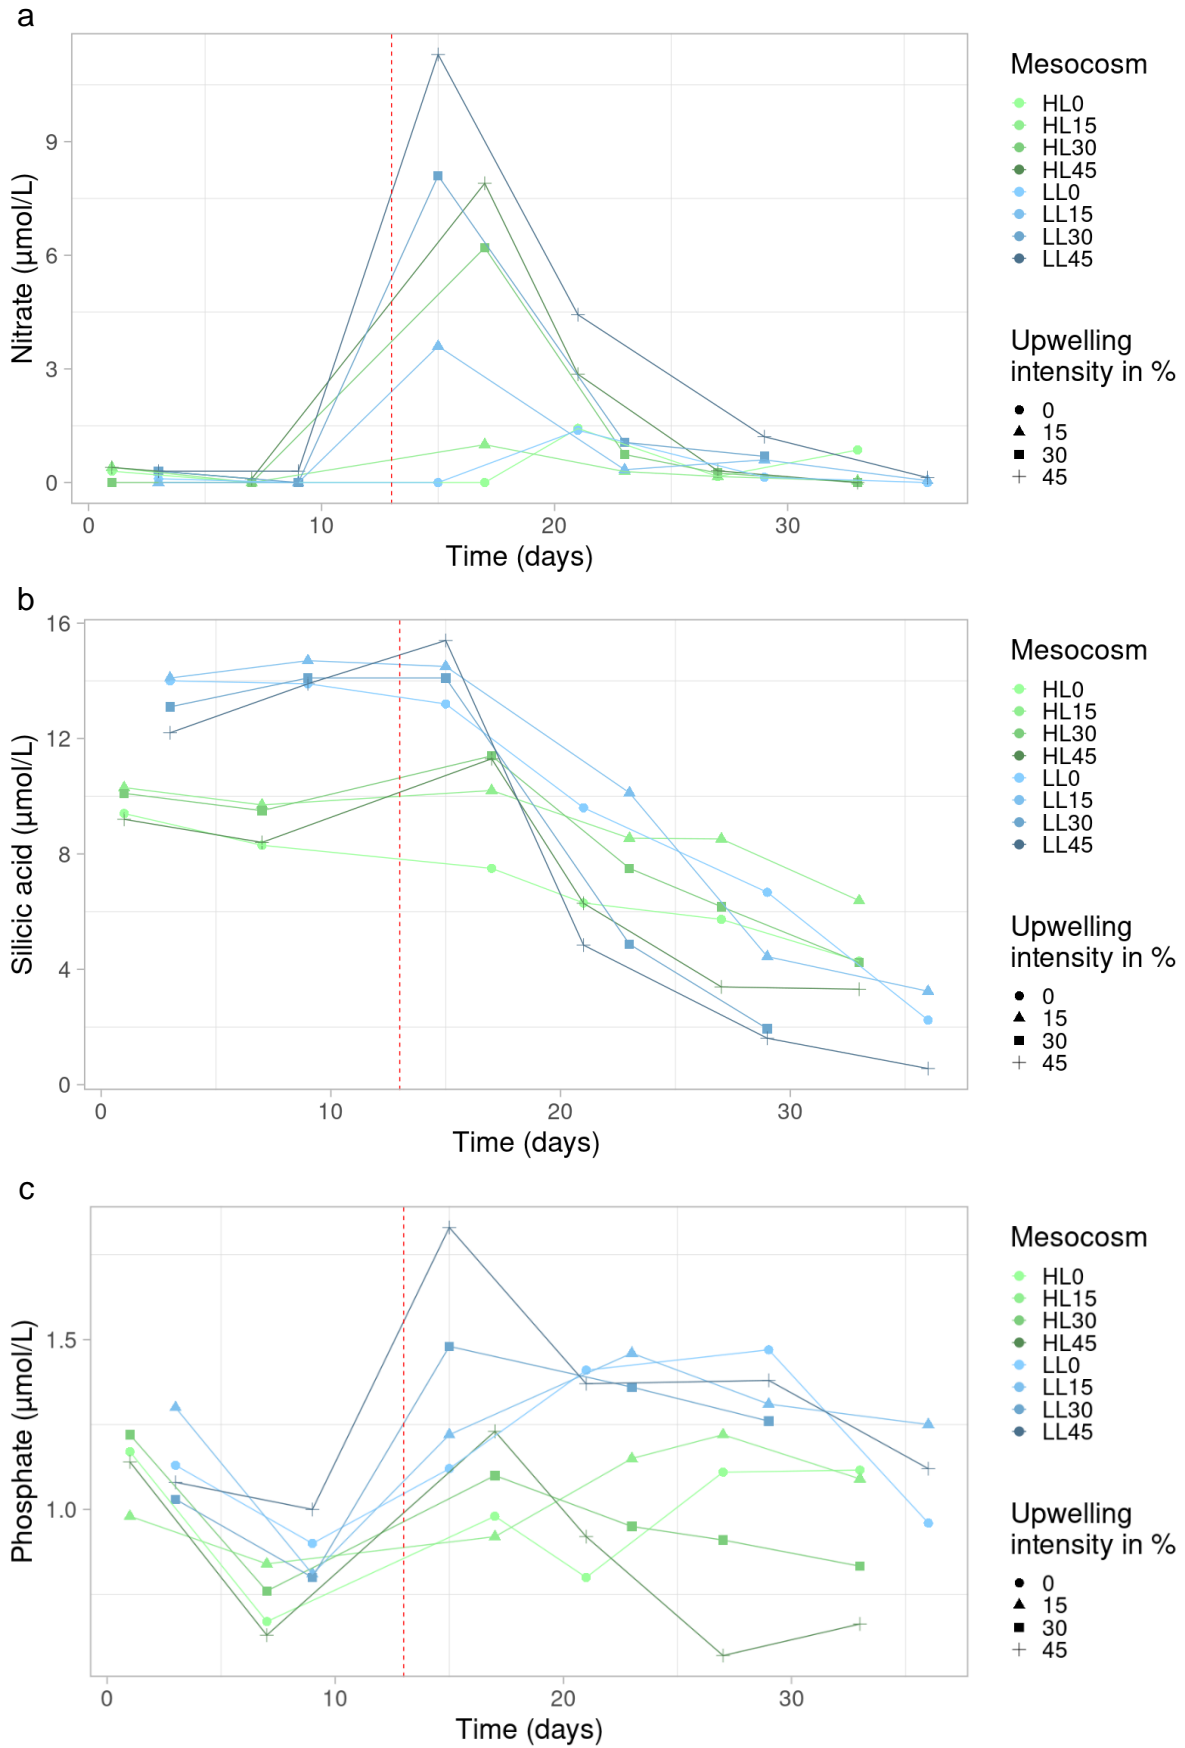 a
Nitrate (µmol/L)
9
6
3
0
0 10 20 30
Time (days)
Mesocosm
HL0
HL15
HL30
HL45
LL0
LL15
LL30
LL45
Upwelling
intensity in %
0
15
30
45
b
Silicic acid (µmol/L)
16
12
8
4
0
0 10 20 30
Time (days)
Mesocosm
HL0
HL15
HL30
HL45
LL0
LL15
LL30
LL45
Upwelling
intensity in %
0
15
30
45
c
Phosphate (µmol/L)
1.5
1.0
0 10 20 30
Time (days)
Mesocosm
HL0
HL15
HL30
HL45
LL0
LL15
LL30
LL45
Upwelling
intensity in %
0
15
30
45